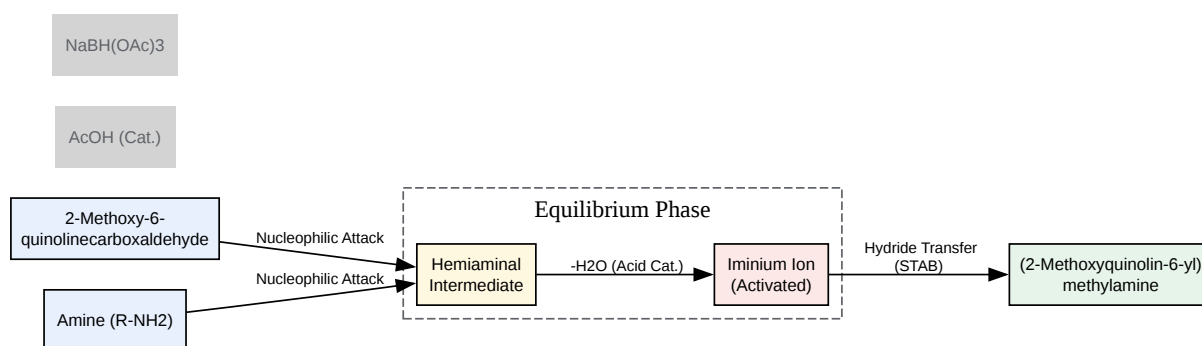 NaBH(OAc)3
AcOH (Cat.)
2-Methoxy-6-
quinolinecarboxaldehyde
Amine (R-NH2)
Nucleophilic Attack
Nucleophilic Attack
Equilibrium Phase
Hemiaminal
Intermediate
-H2O (Acid Cat.)
Iminium Ion
(Activated)
Hydride Transfer
(STAB)
(2-Methoxyquinolin-6-yl)
methylamine